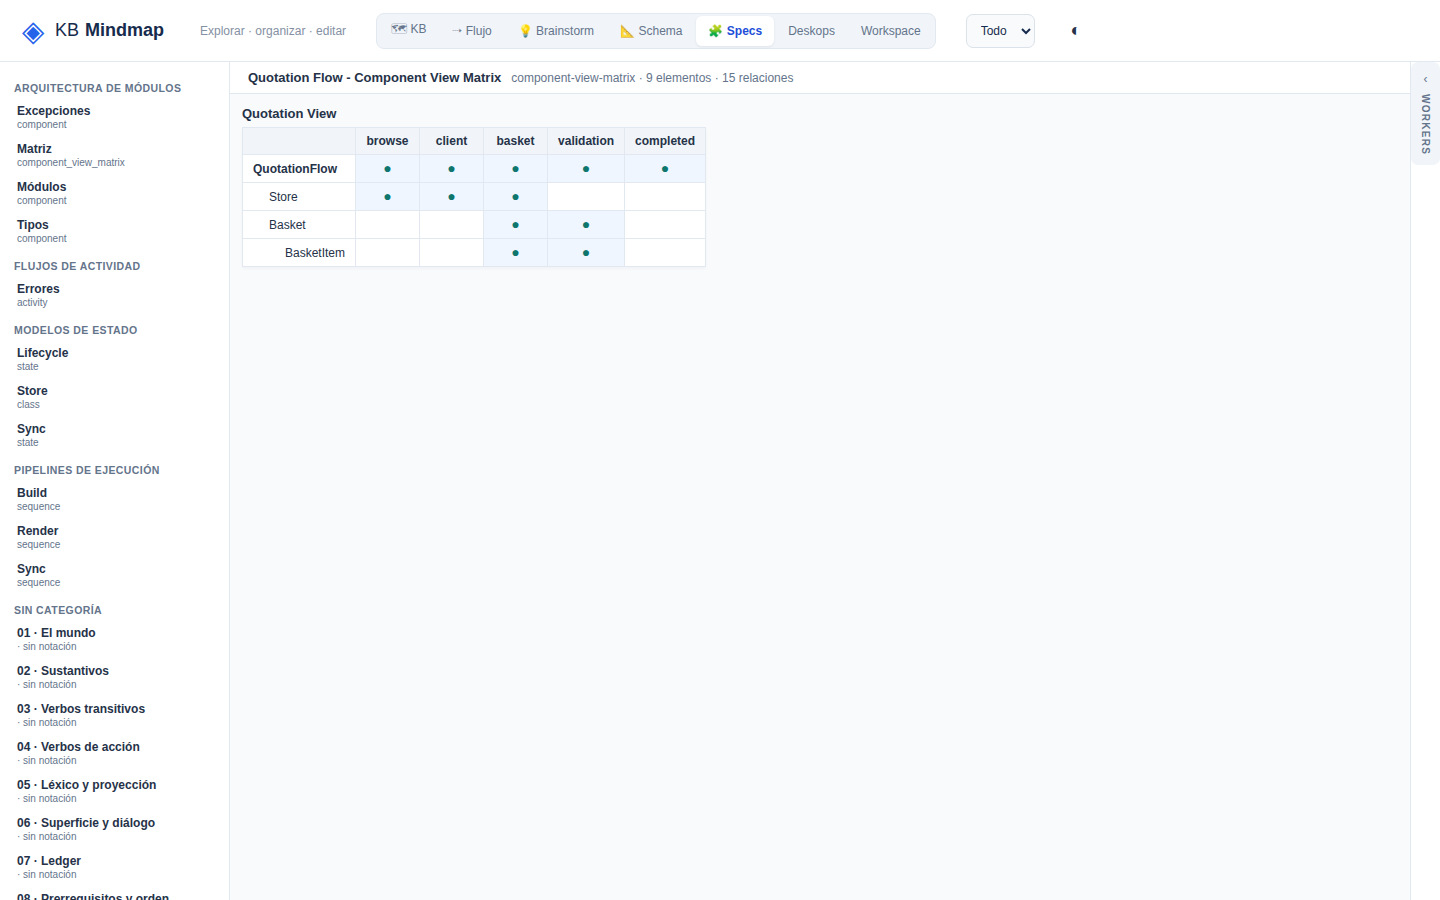 KB Mindmap
Explorar · organizar · editar
KB
Flujo
Brainstorm
Schema
Specs
Deskops
Workspace
Todo
ARQUITECTURA DE MÓDULOS
Excepciones
component
Matriz
component_view_matrix
Módulos
component
Tipos
component
FLUJOS DE ACTIVIDAD
Errores
activity
MODELOS DE ESTADO
Lifecycle
state
Store
class
Sync
state
PIPELINES DE EJECUCIÓN
Build
sequence
Render
sequence
Sync
sequence
SIN CATEGORÍA
01 · El mundo
· sin notación
02 · Sustantivos
· sin notación
03 · Verbos transitivos
· sin notación
04 · Verbos de acción
· sin notación
05 · Léxico y proyección
· sin notación
06 · Superficie y diálogo
· sin notación
07 · Ledger
· sin notación
08 · Prerrequisitos y orden
Quotation Flow - Component View Matrix component-view-matrix · 9 elementos · 15 relaciones
Quotation View
browse client basket validation completed
QuotationFlow ● ● ● ● ●
Store ● ● ●
Basket ● ●
BasketItem ● ●
‹
WORKERS